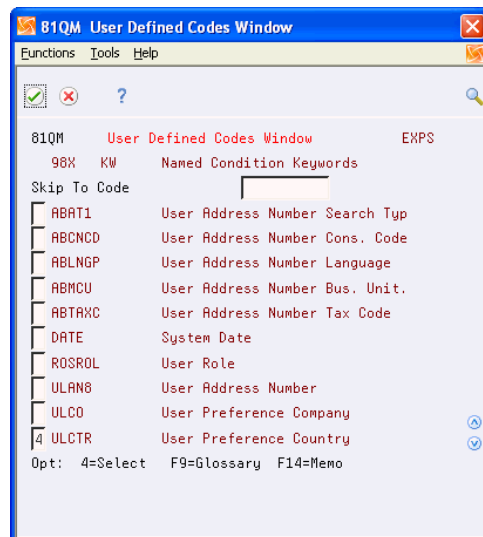 81QM User Defined Codes Window
Functions Tools Help
?
81QM User Defined Codes Window EXPS
98X KW Named Condition Keywords
Skip To Code
ABAT1 User Address Number Search Typ
ABCNCD User Address Number Cons. Code
ABLNGP User Address Number Language
ABMCU User Address Number Bus. Unit.
ABTAXC User Address Number Tax Code
DATE System Date
ROSROL User Role
ULAN8 User Address Number
ULCO User Preference Company
4 ULCTR User Preference Country
Opt: 4=Select F9=Glossary F14=Memo